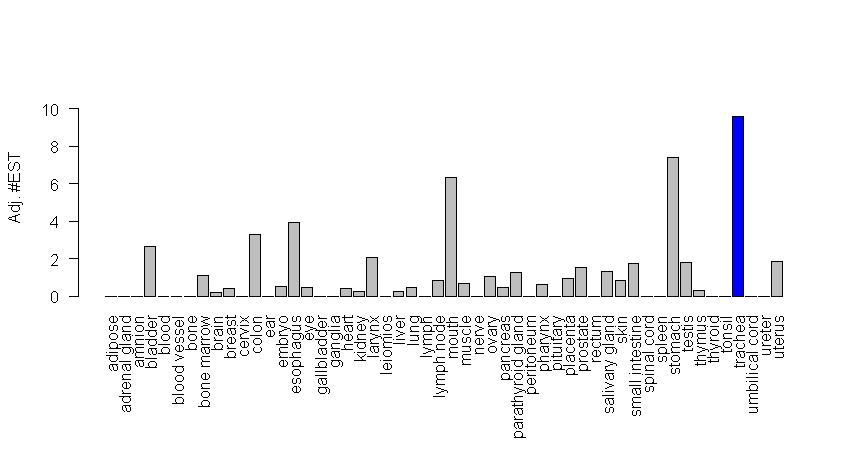 Adj. #EST
10
8
6
4
2
0
adipose
adrenal gland
amnion
bladder
blood
blood vessel
bone
bone marrow
brain
breast
cervix
colon
ear
embryo
esophagus
eye
gallbladder
ganglia
heart
kidney
larynx
leiomios
liver
lung
lymph
lymph node
mouth
muscle
nerve
ovary
pancreas
parathyroid gland
peritoneum
pharynx
pituitary
placenta
prostate
rectum
salivary gland
skin
small intestine
spinal cord
spleen
stomach
testis
thymus
thyroid
tonsil
trachea
umbilical cord
ureter
uterus